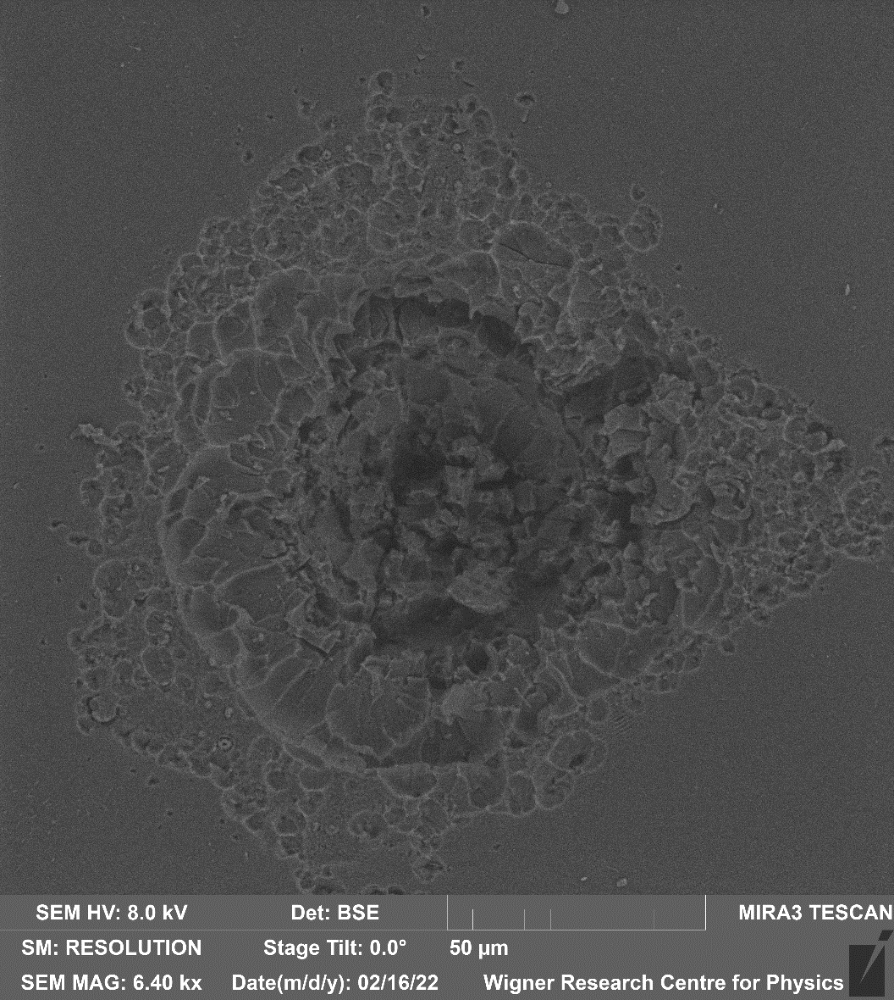 SEM HV: 8.0 kV Det: BSE MIRA3 TESCAN
SM: RESOLUTION Stage Tilt: 0.0° 50 µm
SEM MAG: 6.40 kx Date(m/d/y): 02/16/22 Wigner Research Centre for Physics